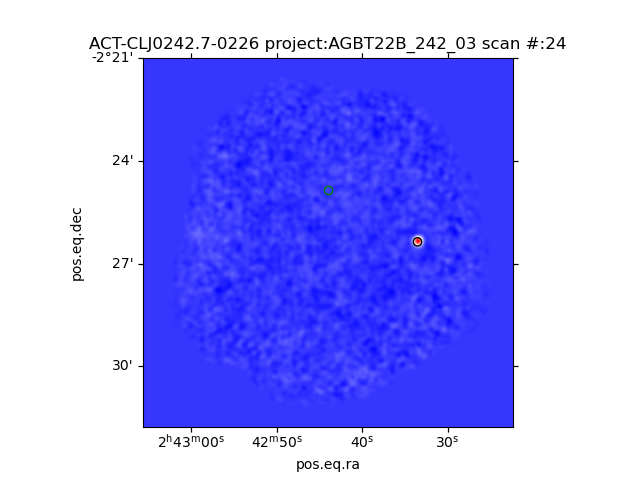 ACT-CLJ0242.7-0226 project:AGBT22B_242_03 scan #:24
-2°21'
24'
27'
30'
pos.eq.dec
2ʰ43ᵐ00ˢ 42ᵐ50ˢ 40ˢ 30ˢ
pos.eq.ra